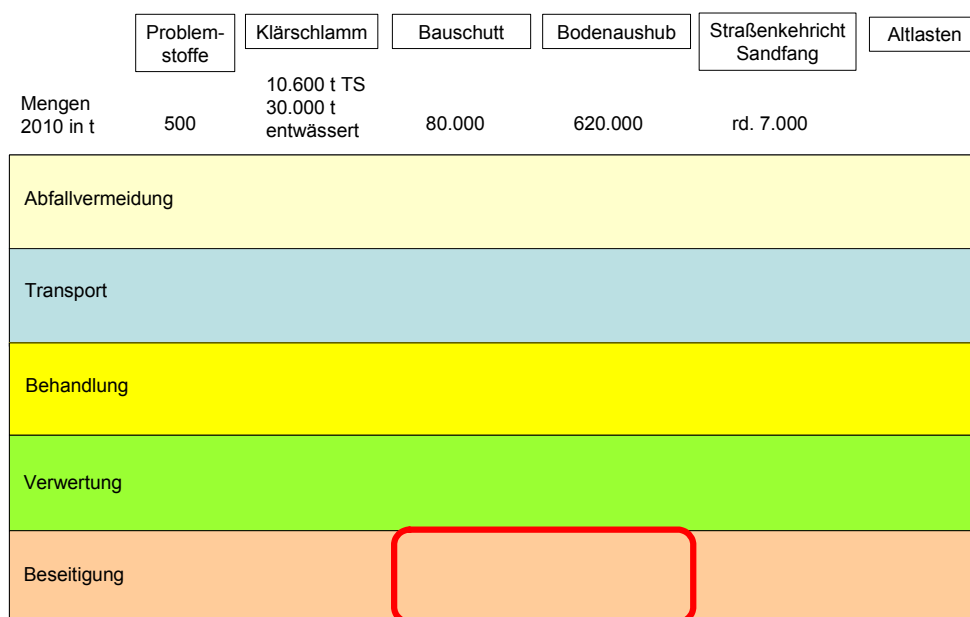 Problem-
stoffe
Klärschlamm
Bauschutt
Bodenaushub
Straßenkehricht
Sandfang
Altlasten
Mengen
2010 in t
500
10.600 t TS
30.000 t
entwässert
80.000
620.000
rd. 7.000
Abfallvermeidung
Transport
Behandlung
Verwertung
Beseitigung